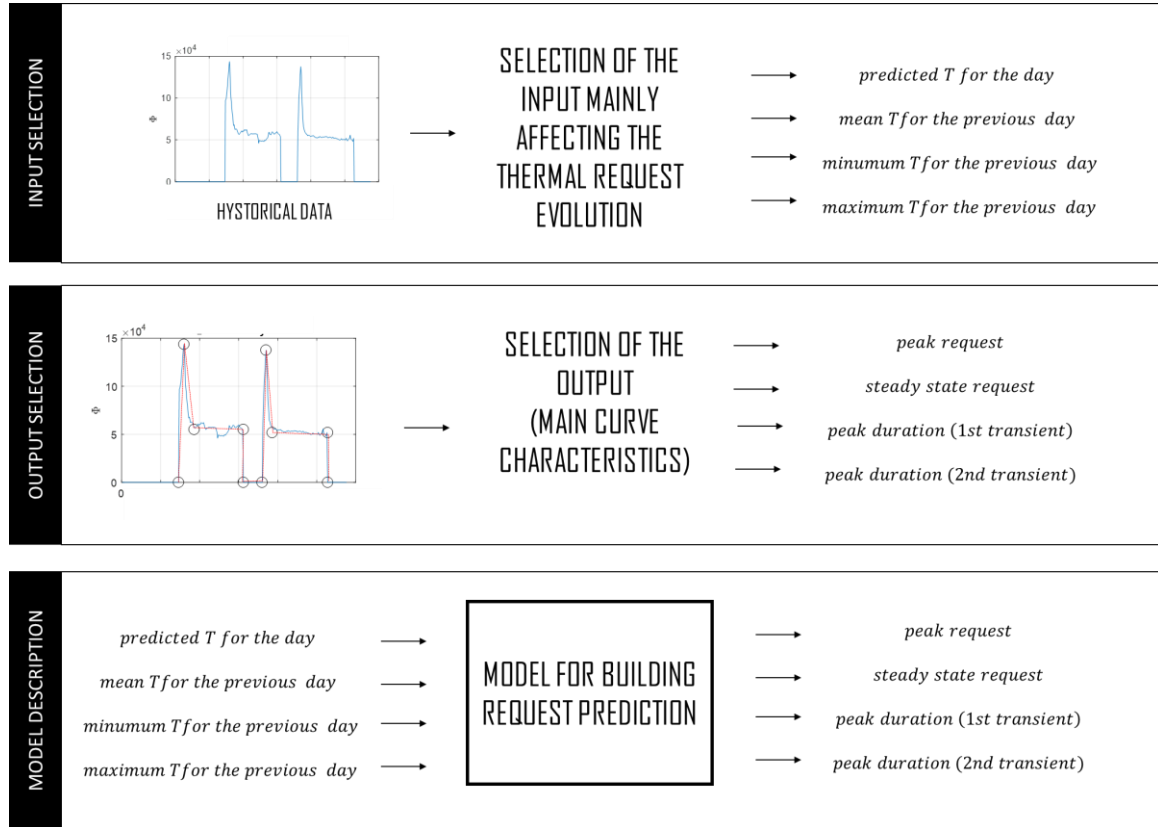 INPUT SELECTION
×10⁴
15
10
5
0
Φ
HYSTORICAL DATA
SELECTION OF THE
INPUT MAINLY
AFFECTING THE
THERMAL REQUEST
EVOLUTION
predicted T for the day
mean T for the previous day
minumum T for the previous day
maximum T for the previous day
OUTPUT SELECTION
×10⁴
15
10
5
0
Φ
0
SELECTION OF THE
OUTPUT
(MAIN CURVE
CHARACTERISTICS)
peak request
steady state request
peak duration (1st transient)
peak duration (2nd transient)
MODEL DESCRIPTION
predicted T for the day
mean T for the previous day
minumum T for the previous day
maximum T for the previous day
MODEL FOR BUILDING
REQUEST PREDICTION
peak request
steady state request
peak duration (1st transient)
peak duration (2nd transient)